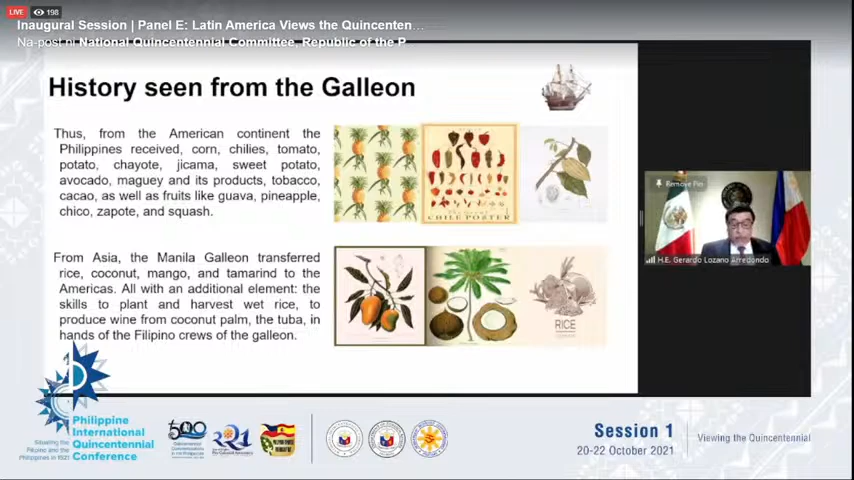 LIVE 198
Inaugural Session | Panel E: Latin America Views the Quincenten…
Na-post ni National Quincentennial Committee, Republic of the P
History seen from the Galleon
Thus, from the American continent the
Philippines received, corn, chilies, tomato,
potato, chayote, jicama, sweet potato,
avocado, maguey and its products, tobacco,
cacao, as well as fruits like guava, pineapple,
chico, zapote, and squash.
CHILE POSTER
From Asia, the Manila Galleon transferred
rice, coconut, mango, and tamarind to the
Americas. All with an additional element: the
skills to plant and harvest wet rice, to
produce wine from coconut palm, the tuba, in
hands of the Filipino crews of the galleon.
RICE
Remove Pin
H.E. Gerardo Lozano Arredondo
Philippine
International
Quincentennial
Conference
Situating the
Filipino and the
Philippines in 1521
500
Session 1
20-22 October 2021
Viewing the Quincentennial